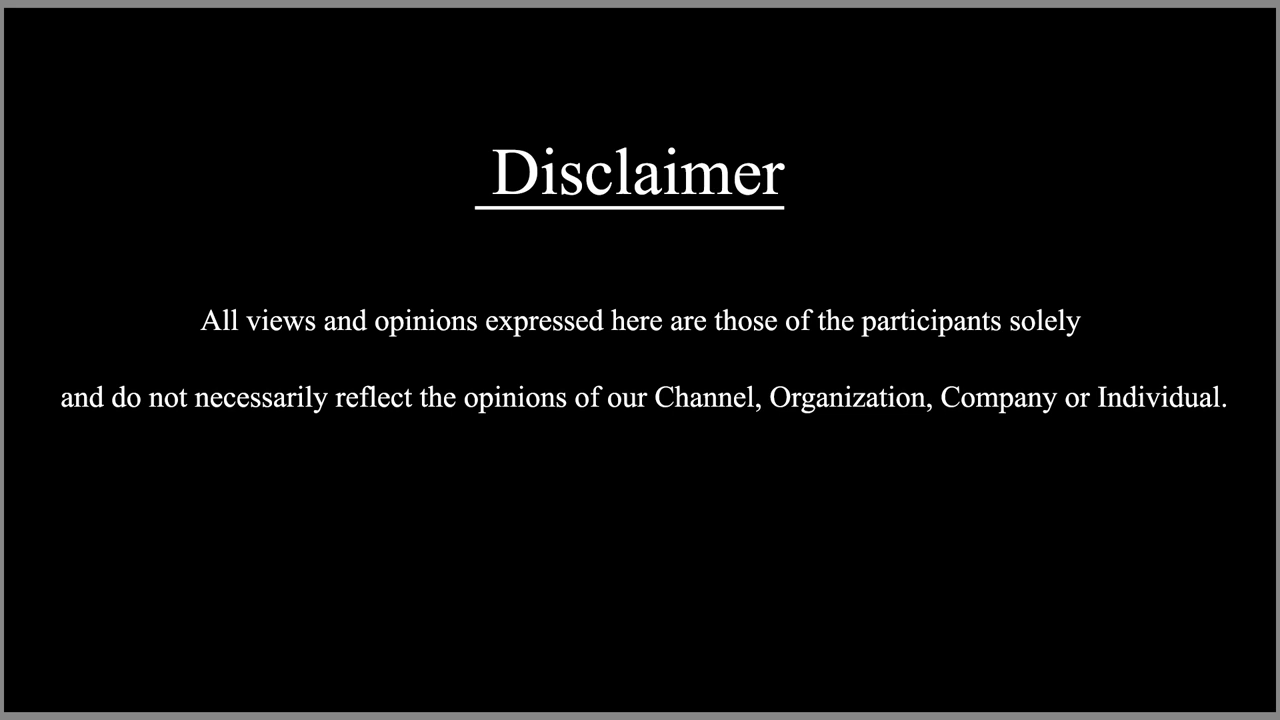 Disclaimer
All views and opinions expressed here are those of the participants solely
and do not necessarily reflect the opinions of our Channel, Organization, Company or Individual.